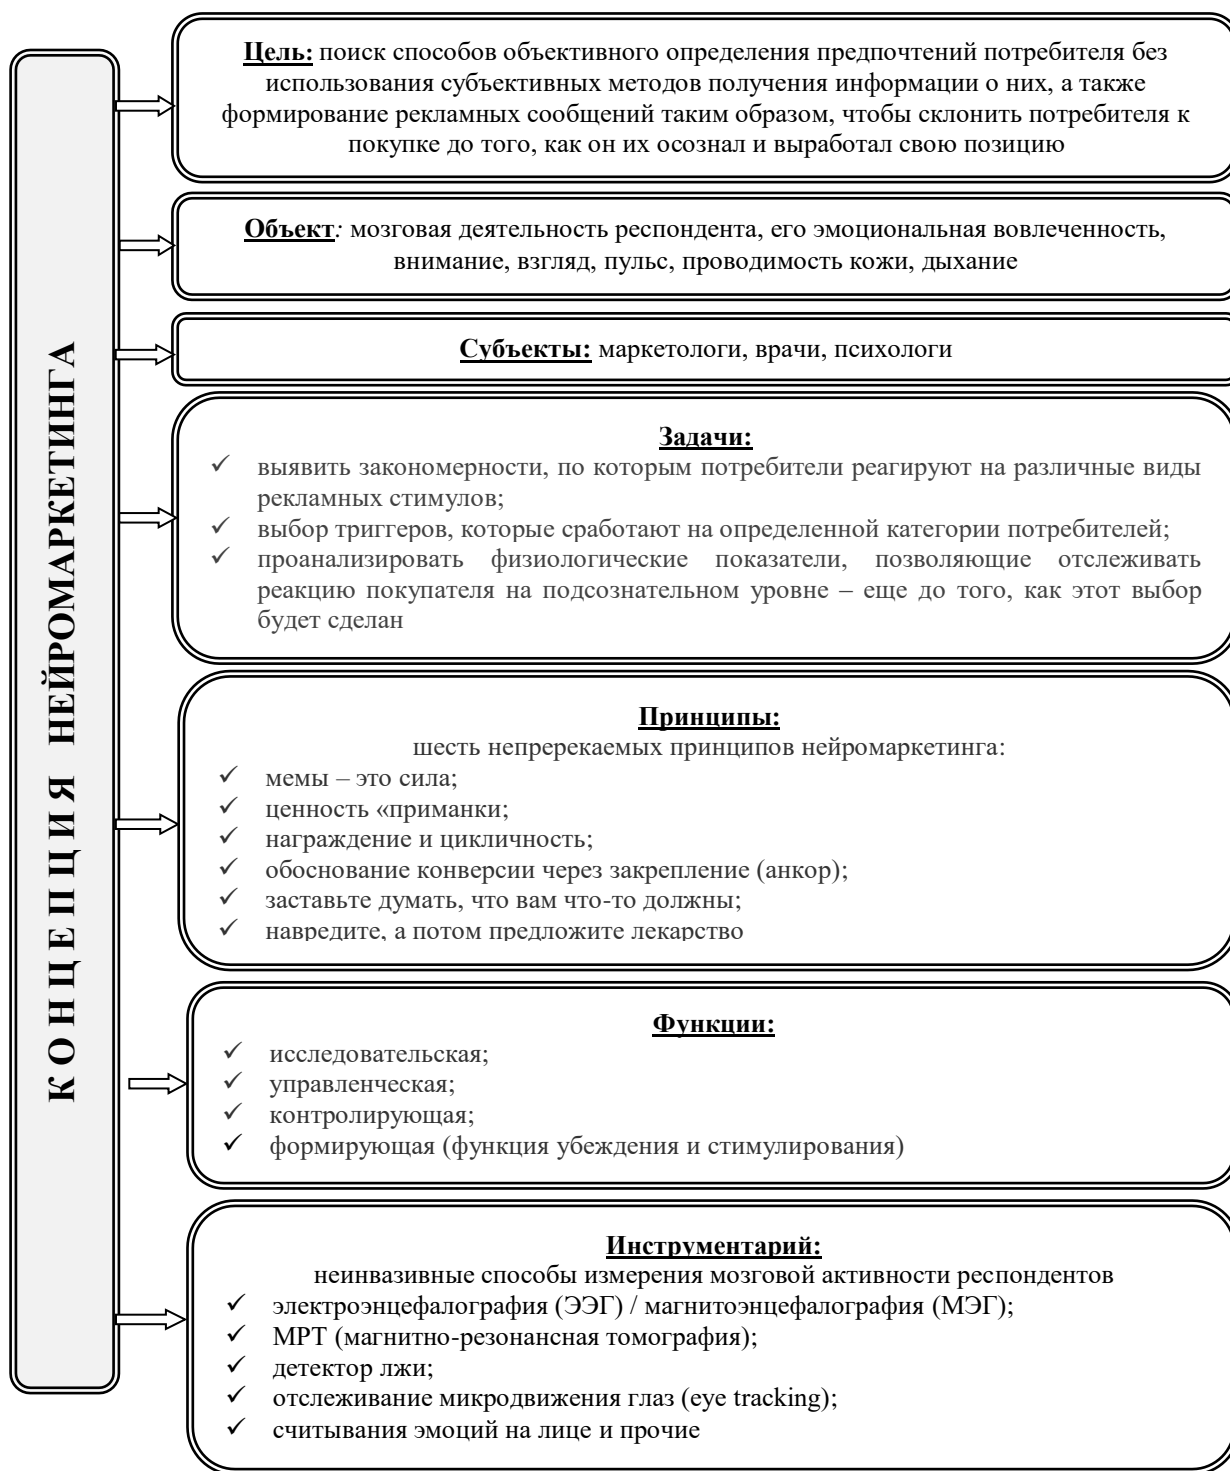 КОНЦЕПЦИЯ НЕЙРОМАРКЕТИНГА
Цель: поиск способов объективного определения предпочтений потребителя без
использования субъективных методов получения информации о них, а также
формирование рекламных сообщений таким образом, чтобы склонить потребителя к
покупке до того, как он их осознал и выработал свою позицию
Объект: мозговая деятельность респондента, его эмоциональная вовлеченность,
внимание, взгляд, пульс, проводимость кожи, дыхание
Субъекты: маркетологи, врачи, психологи
Задачи:
✓ выявить закономерности, по которым потребители реагируют на различные виды
рекламных стимулов;
✓ выбор триггеров, которые сработают на определенной категории потребителей;
✓ проанализировать физиологические показатели, позволяющие отслеживать
реакцию покупателя на подсознательном уровне – еще до того, как этот выбор
будет сделан
Принципы:
шесть непререкаемых принципов нейромаркетинга:
✓ мемы – это сила;
✓ ценность «приманки;
✓ награждение и цикличность;
✓ обоснование конверсии через закрепление (анкор);
✓ заставьте думать, что вам что-то должны;
✓ навредите, а потом предложите лекарство
Функции:
✓ исследовательская;
✓ управленческая;
✓ контролирующая;
✓ формирующая (функция убеждения и стимулирования)
Инструментарий:
неинвазивные способы измерения мозговой активности респондентов
✓ электроэнцефалография (ЭЭГ) / магнитоэнцефалография (МЭГ);
✓ МРТ (магнитно-резонансная томография);
✓ детектор лжи;
✓ отслеживание микродвижения глаз (eye tracking);
✓ считывания эмоций на лице и прочие